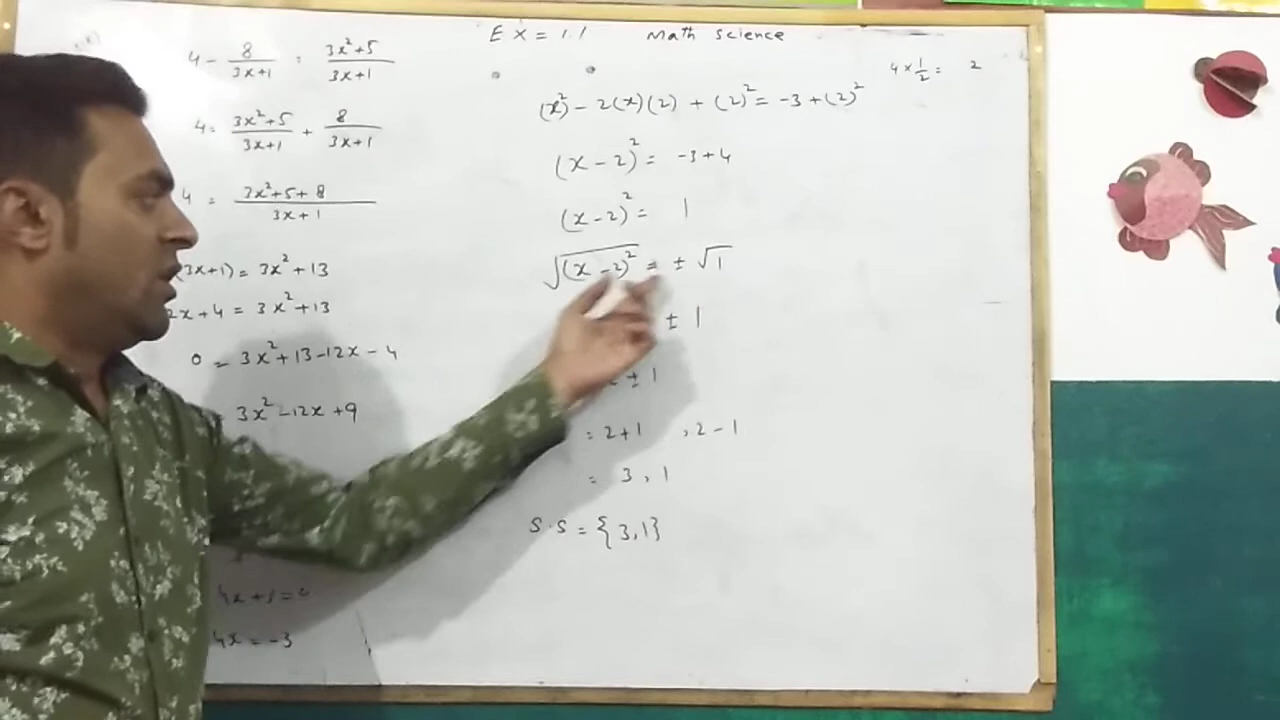 EX = 1.1 Math Science
4 - 8/(3x+1) = (3x²+5)/(3x+1)
4 = (3x²+5)/(3x+1) + 8/(3x+1)
4 = (3x²+5+8)/(3x+1)
(3x+1) = 3x²+13
2x+4 = 3x²+13
0 = 3x²+13-12x-4
= 3x²-12x+9
4x = -3
4 × 1/2 = 2
(x²) - 2(x)(2) + (2)² = -3 + (2)²
(x-2)² = -3+4
(x-2)² = 1
√(x-2)² = ± √1
± 1
± 1
= 2+1 , 2-1
= 3 , 1
S.S = {3,1}